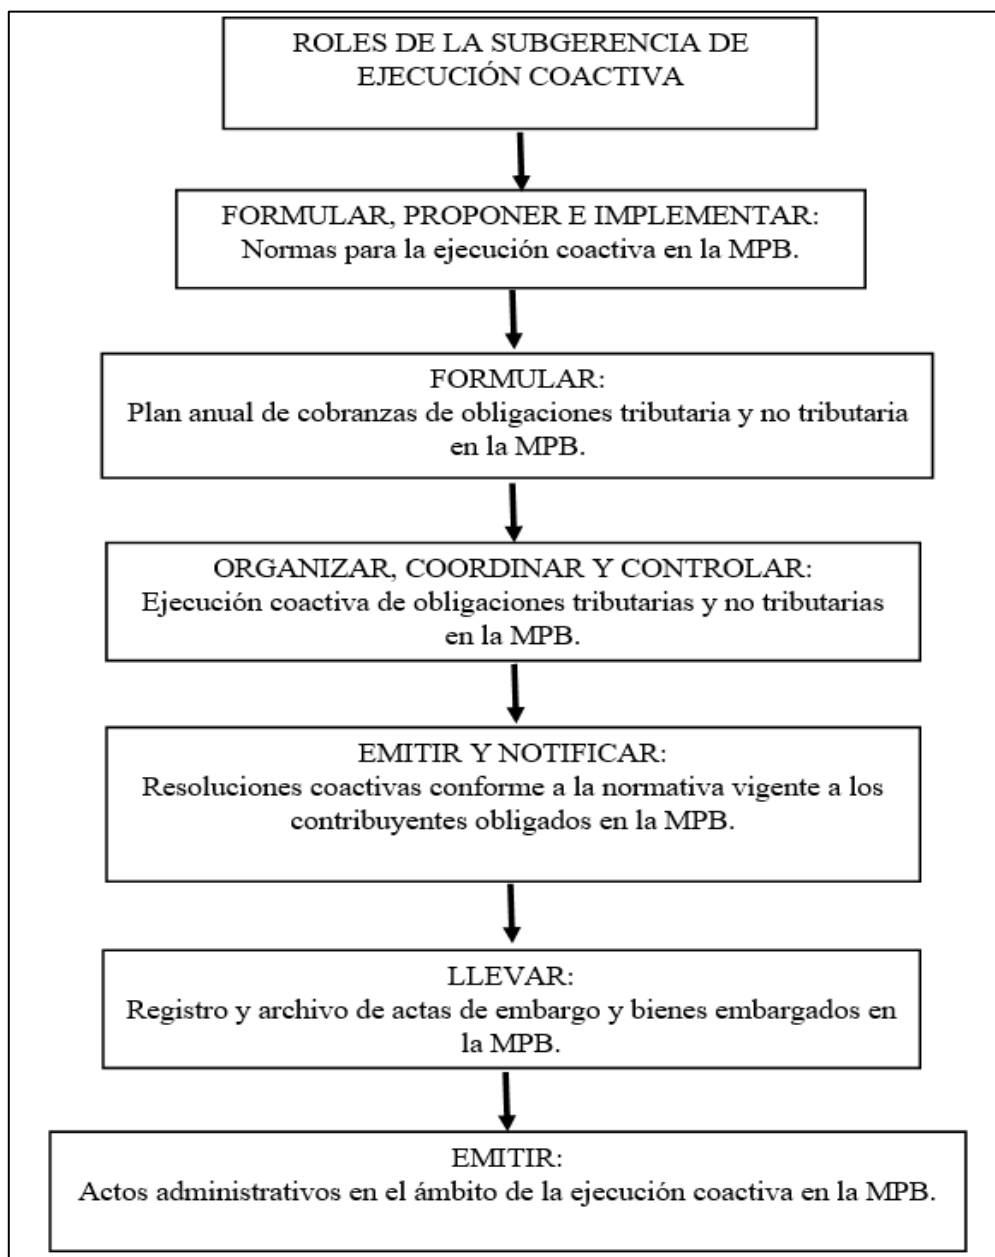 ROLES DE LA SUBGERENCIA DE
EJECUCIÓN COACTIVA
FORMULAR, PROPONER E IMPLEMENTAR:
Normas para la ejecución coactiva en la MPB.
FORMULAR:
Plan anual de cobranzas de obligaciones tributaria y no tributaria
en la MPB.
ORGANIZAR, COORDINAR Y CONTROLAR:
Ejecución coactiva de obligaciones tributarias y no tributarias
en la MPB.
EMITIR Y NOTIFICAR:
Resoluciones coactivas conforme a la normativa vigente a los
contribuyentes obligados en la MPB.
LLEVAR:
Registro y archivo de actas de embargo y bienes embargados en
la MPB.
EMITIR:
Actos administrativos en el ámbito de la ejecución coactiva en la MPB.